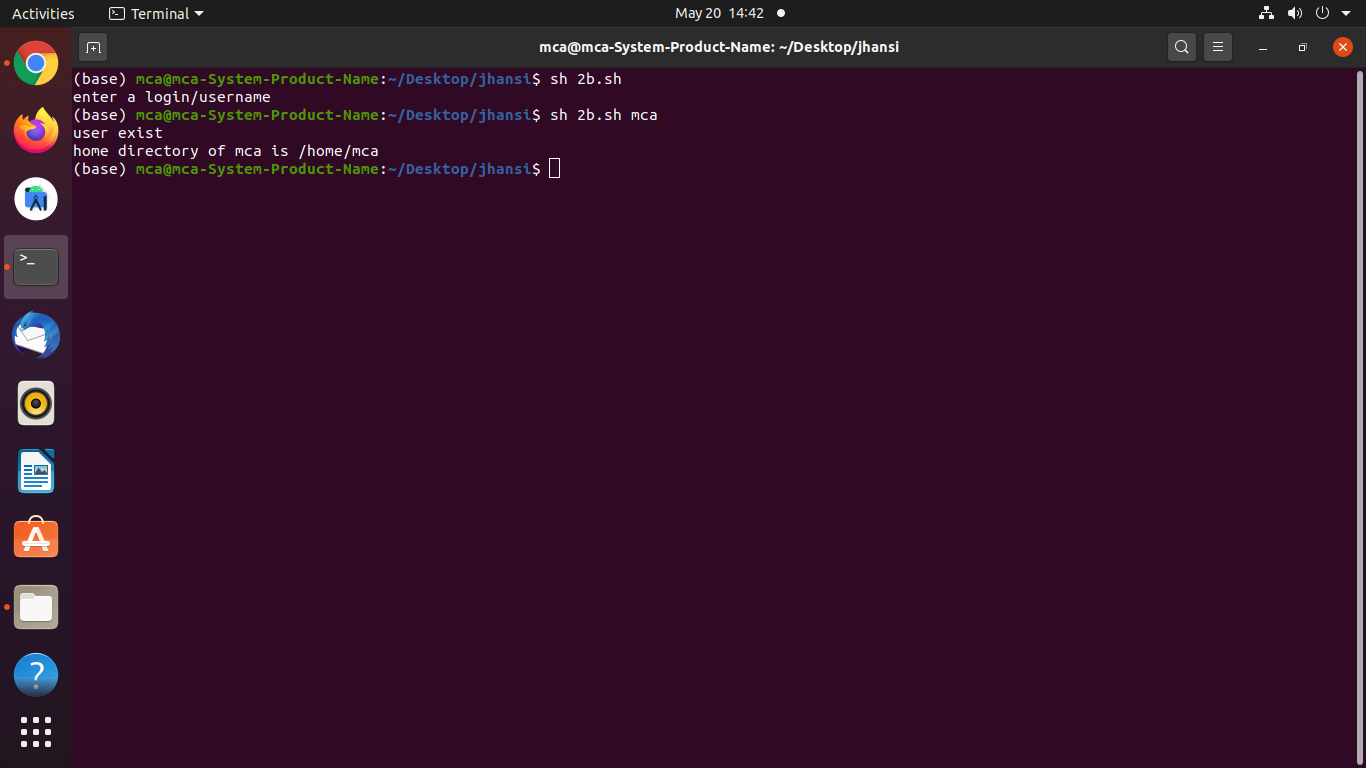 Activities
Terminal
May 20 14:42
mca@mca-System-Product-Name: ~/Desktop/jhansi
(base) mca@mca-System-Product-Name:~/Desktop/jhansi$ sh 2b.sh
enter a login/username
(base) mca@mca-System-Product-Name:~/Desktop/jhansi$ sh 2b.sh mca
user exist
home directory of mca is /home/mca
(base) mca@mca-System-Product-Name:~/Desktop/jhansi$